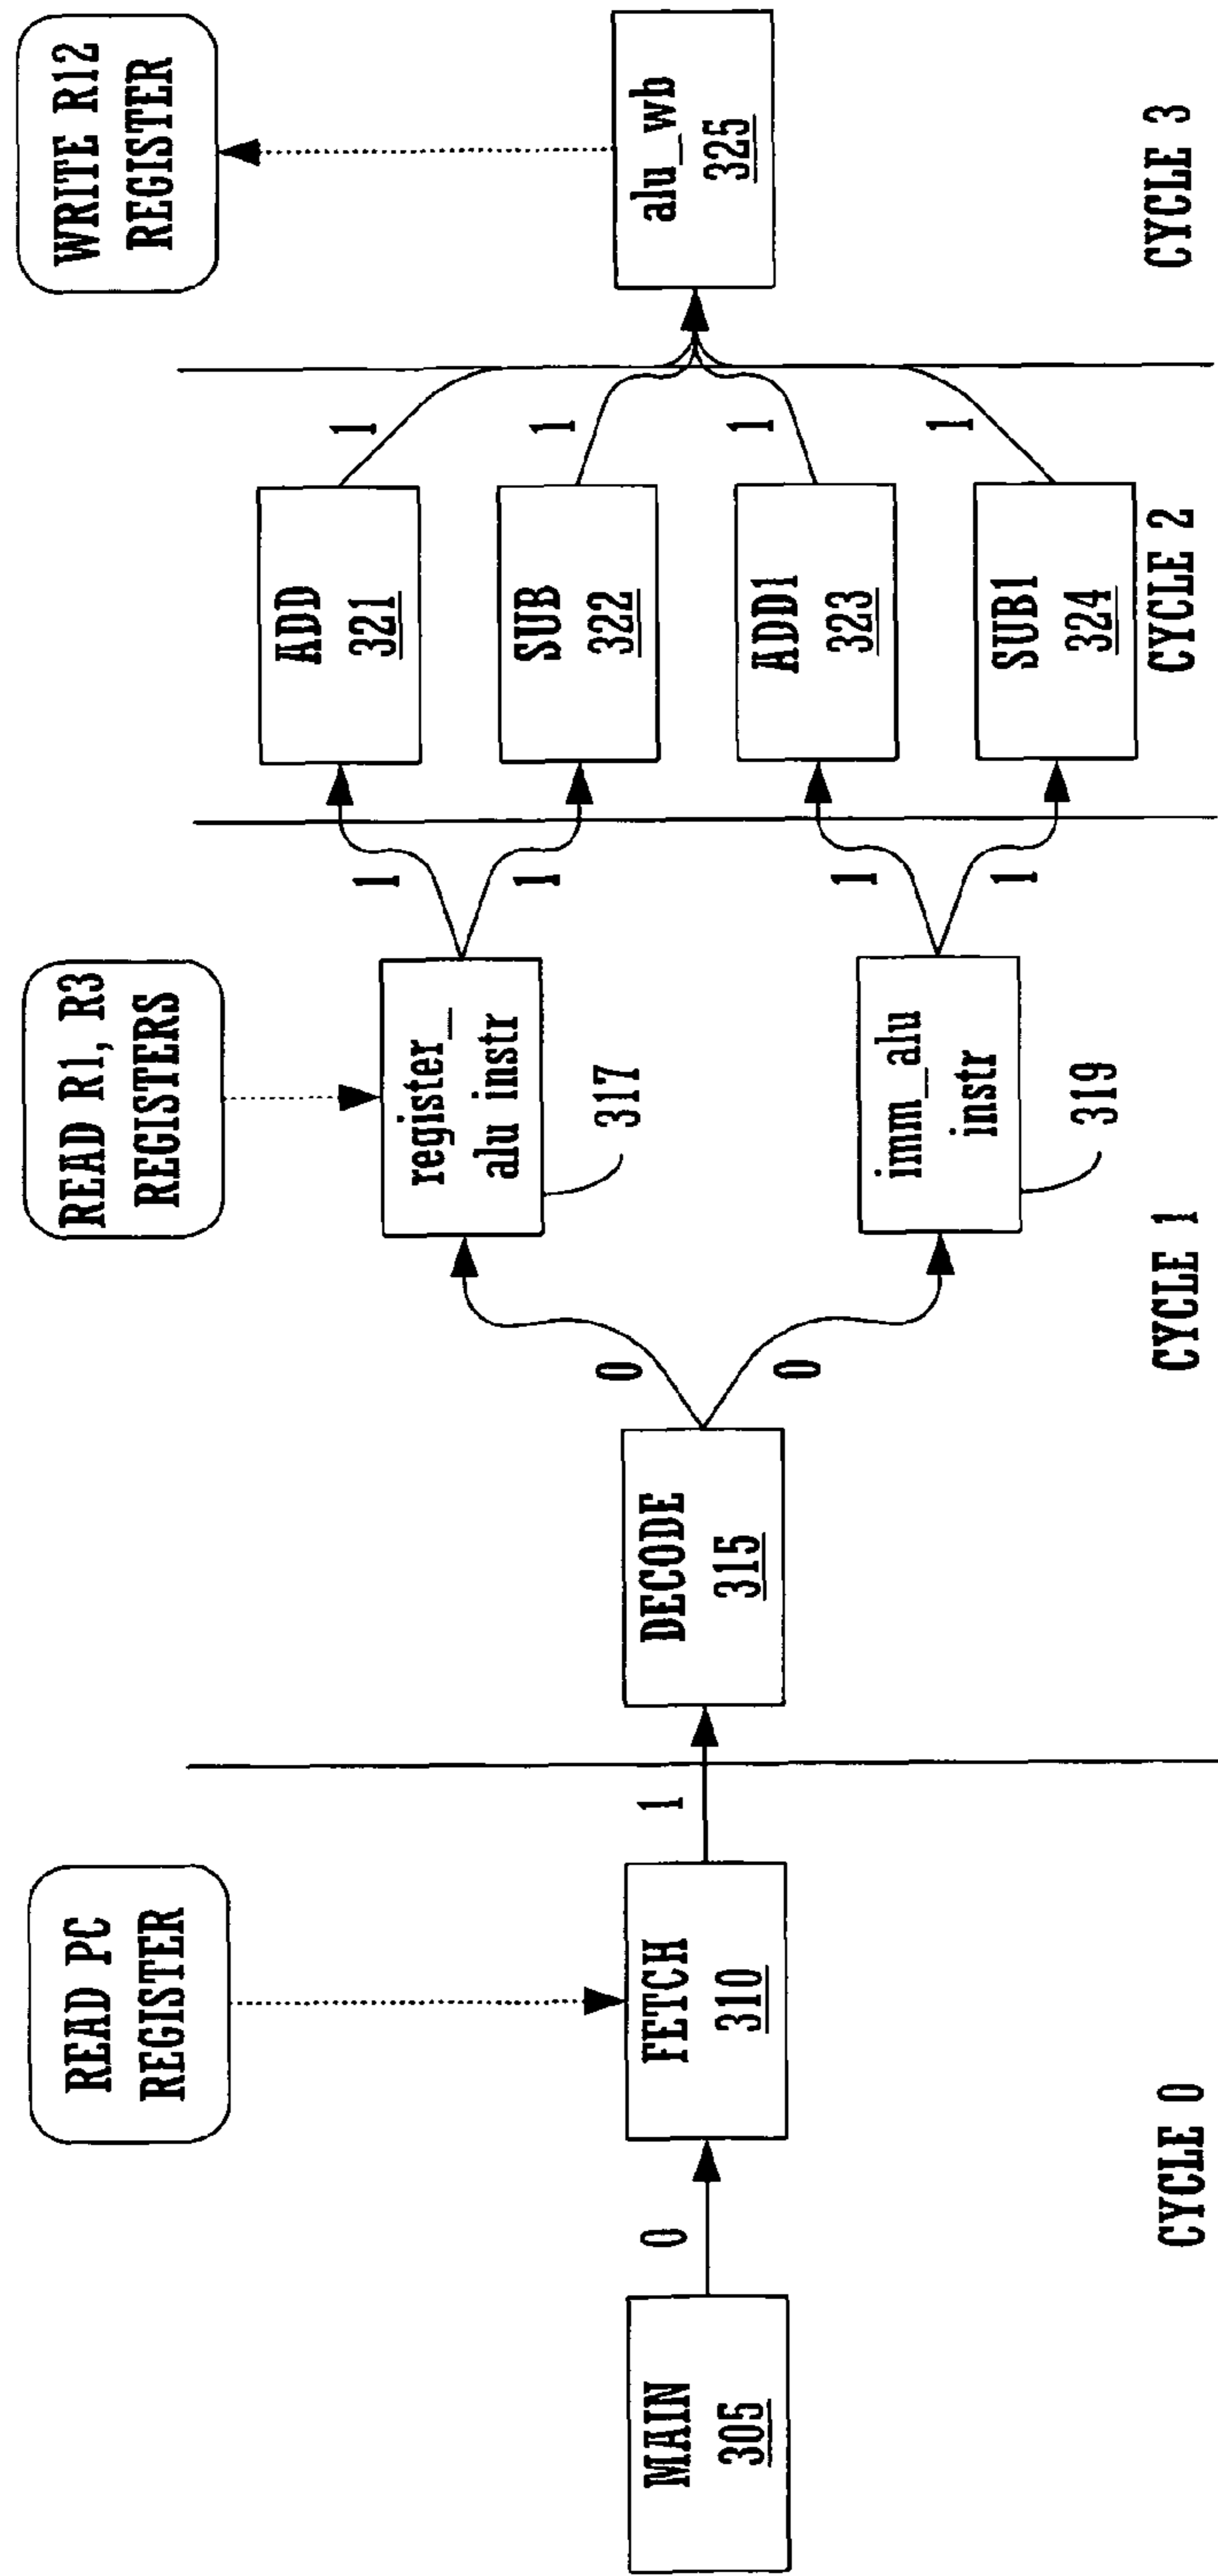 READ PC
REGISTER
READ R1, R3
REGISTERS
WRITE R12
REGISTER
MAIN
305
0
FETCH
310
1
DECODE
315
0
0
register_
alu instr
317
imm_alu
instr
319
1
1
1
1
ADD
321
SUB
322
ADD1
323
SUB1
324
1
1
1
1
alu_wb
325
CYCLE 0
CYCLE 1
CYCLE 2
CYCLE 3